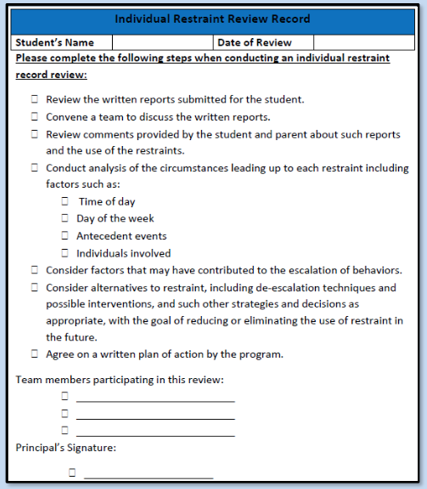 Individual Restraint Review Record
Student's Name Date of Review
Please complete the following steps when conducting an individual restraint
record review:
Review the written reports submitted for the student.
Convene a team to discuss the written reports.
Review comments provided by the student and parent about such reports
and the use of the restraints.
Conduct analysis of the circumstances leading up to each restraint including
factors such as:
Time of day
Day of the week
Antecedent events
Individuals involved
Consider factors that may have contributed to the escalation of behaviors.
Consider alternatives to restraint, including de-escalation techniques and
possible interventions, and such other strategies and decisions as
appropriate, with the goal of reducing or eliminating the use of restraint in
the future.
Agree on a written plan of action by the program.
Team members participating in this review:
Principal's Signature: